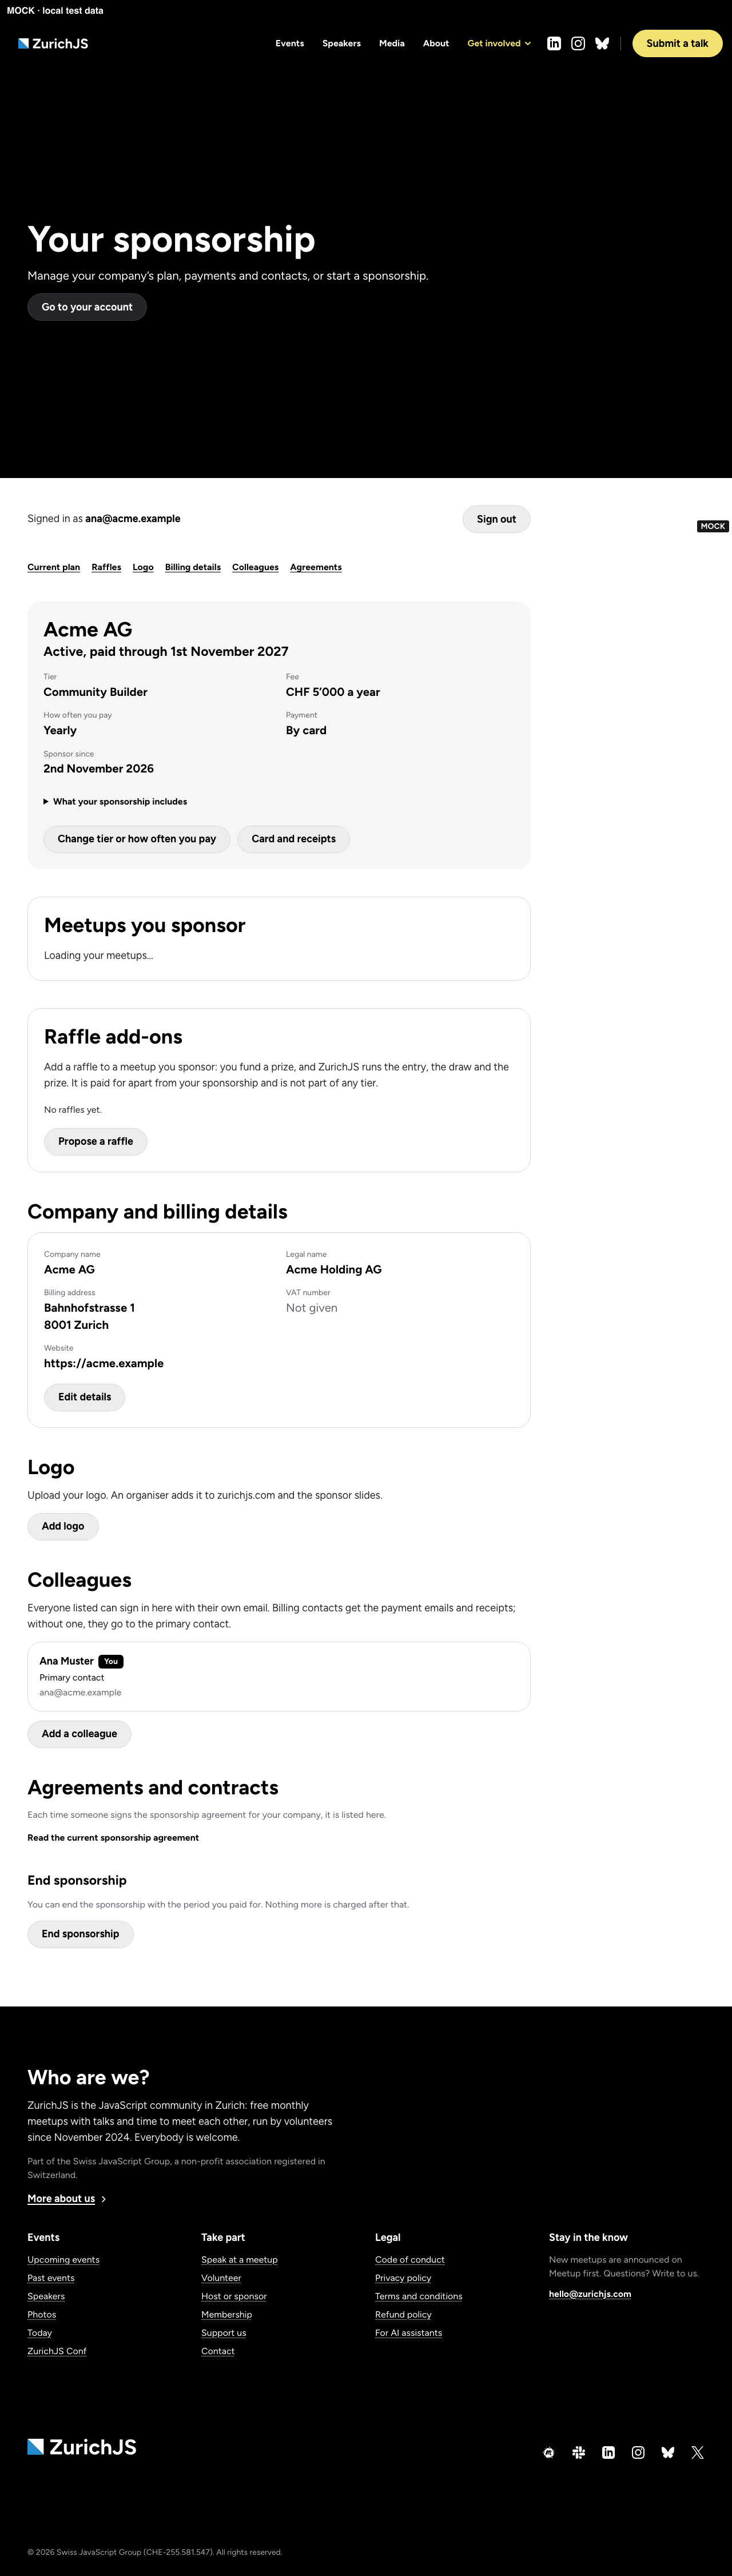 MOCK · local test data
ZurichJS
Events
Speakers
Media
About
Get involved
Submit a talk
Your sponsorship
Manage your company’s plan, payments and contacts, or start a sponsorship.
Go to your account
Signed in as ana@acme.example
Sign out
MOCK
Current plan
Raffles
Logo
Billing details
Colleagues
Agreements
Acme AG
Active, paid through 1st November 2027
Tier
Community Builder
Fee
CHF 5’000 a year
How often you pay
Yearly
Payment
By card
Sponsor since
2nd November 2026
What your sponsorship includes
Change tier or how often you pay
Card and receipts
Meetups you sponsor
Loading your meetups…
Raffle add-ons
Add a raffle to a meetup you sponsor: you fund a prize, and ZurichJS runs the entry, the draw and the
prize. It is paid for apart from your sponsorship and is not part of any tier.
No raffles yet.
Propose a raffle
Company and billing details
Company name
Acme AG
Legal name
Acme Holding AG
Billing address
Bahnhofstrasse 1
8001 Zurich
VAT number
Not given
Website
https://acme.example
Edit details
Logo
Upload your logo. An organiser adds it to zurichjs.com and the sponsor slides.
Add logo
Colleagues
Everyone listed can sign in here with their own email. Billing contacts get the payment emails and receipts;
without one, they go to the primary contact.
Ana Muster You
Primary contact
ana@acme.example
Add a colleague
Agreements and contracts
Each time someone signs the sponsorship agreement for your company, it is listed here.
Read the current sponsorship agreement
End sponsorship
You can end the sponsorship with the period you paid for. Nothing more is charged after that.
End sponsorship
Who are we?
ZurichJS is the JavaScript community in Zurich: free monthly
meetups with talks and time to meet each other, run by volunteers
since November 2024. Everybody is welcome.
Part of the Swiss JavaScript Group, a non-profit association registered in
Switzerland.
More about us
Events
Upcoming events
Past events
Speakers
Photos
Today
ZurichJS Conf
Take part
Speak at a meetup
Volunteer
Host or sponsor
Membership
Support us
Contact
Legal
Code of conduct
Privacy policy
Terms and conditions
Refund policy
For AI assistants
Stay in the know
New meetups are announced on
Meetup first. Questions? Write to us.
hello@zurichjs.com
ZurichJS
© 2026 Swiss JavaScript Group (CHE-255.581.547). All rights reserved.